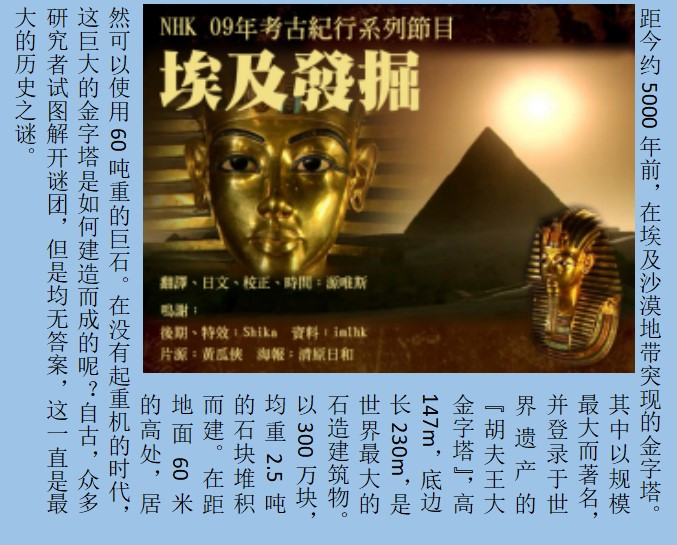 NHK 09年考古紀行系列節目
埃及發掘
翻譯、日文、校正、時間：源唯斯
鳴謝：
後期、特效：Shika 資料：imlhk
片源：黃瓜俠 海報：清原日和
距今约 5000 年前，在埃及沙漠地带突现的金字塔。
其中以规模
最大而著名，
并登录于世
界遗产的
『胡夫王大
金字塔』，高
147m，底边
长 230m，是
世界最大的
石造建筑物。
以 300 万块，
均重 2.5 吨
的石块堆积
而建。在距
地面 60 米
的高处，居
然可以使用 60 吨重的巨石。在没有起重机的时代，
这巨大的金字塔是如何建造而成的呢？自古，众多
研究者试图解开谜团，但是均无答案，这一直是最
大的历史之谜。